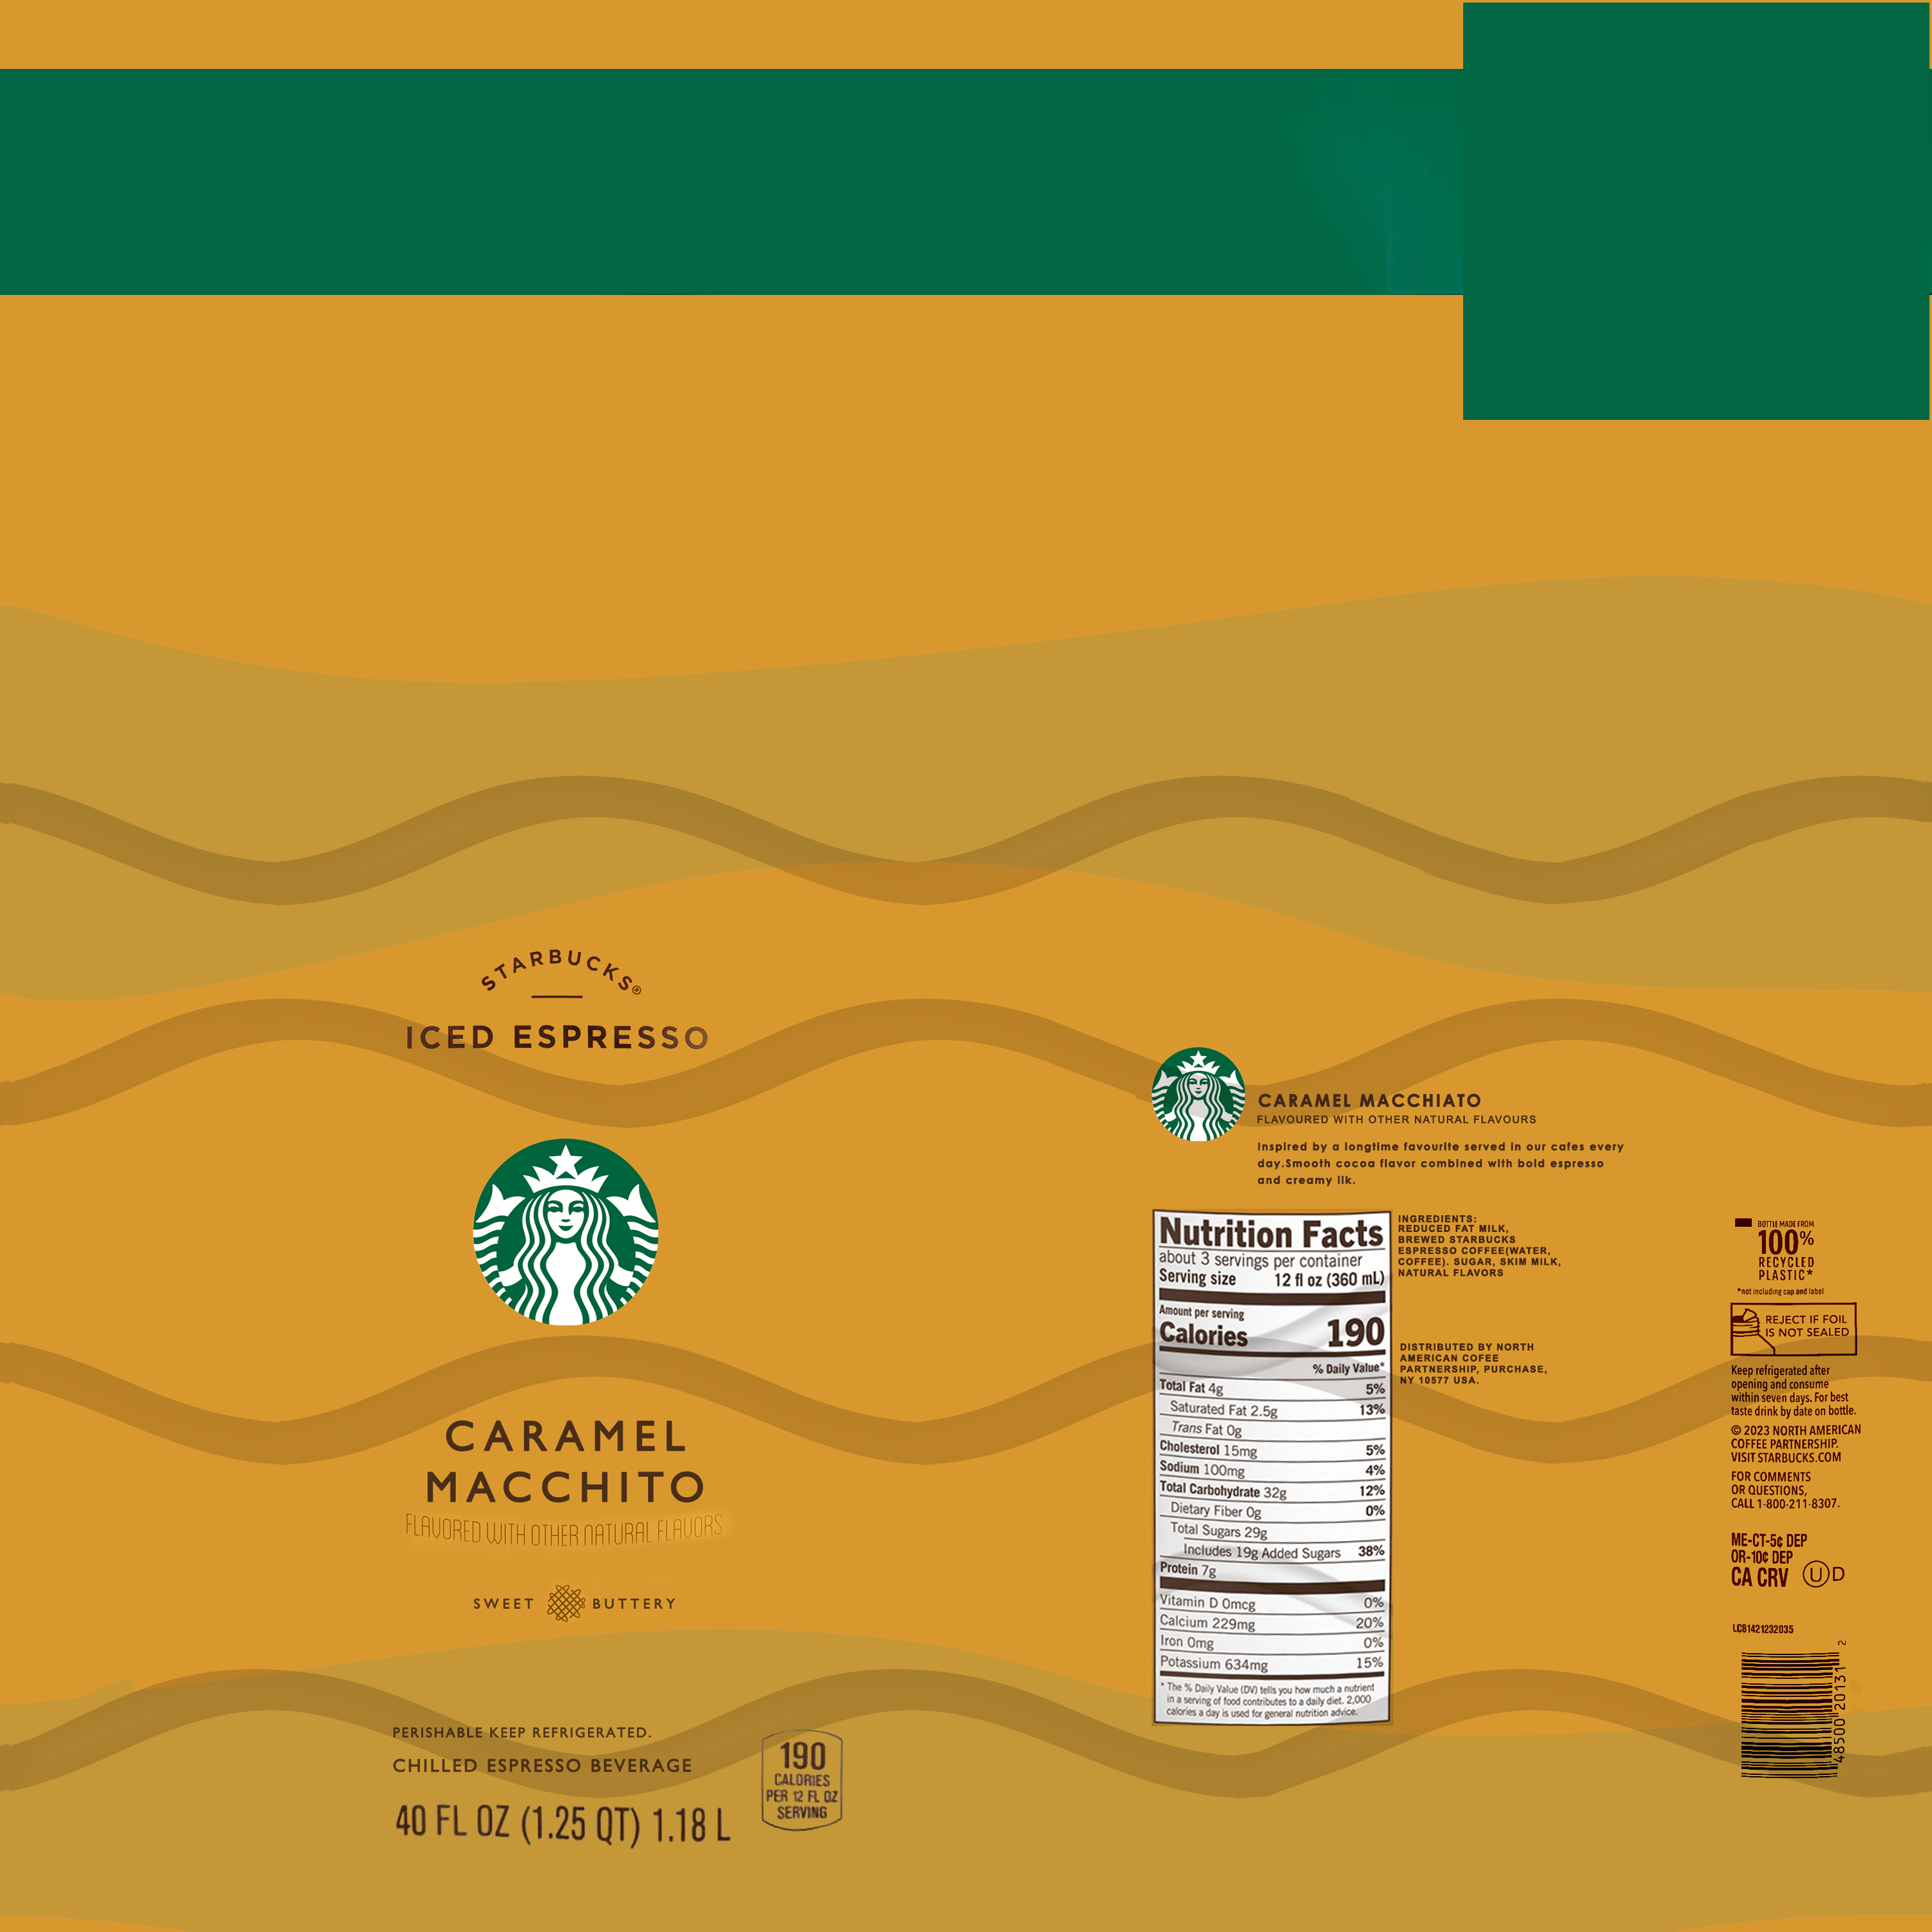 STARBUCKS®
ICED ESPRESSO
CARAMEL
MACCHITO
FLAVORED WITH OTHER NATURAL FLAVORS
SWEET BUTTERY
PERISHABLE KEEP REFRIGERATED.
CHILLED ESPRESSO BEVERAGE
40 FL OZ (1.25 QT) 1.18 L
190
CALORIES
PER 12 FL OZ
SERVING
CARAMEL MACCHIATO
FLAVOURED WITH OTHER NATURAL FLAVOURS
Inspired by a longtime favourite served in our cafes every
day.Smooth cocoa flavor combined with bold espresso
and creamy ilk.
Nutrition Facts
about 3 servings per container
Serving size 12 fl oz (360 mL)
Amount per serving
Calories 190
% Daily Value*
Total Fat 4g 5%
Saturated Fat 2.5g 13%
Trans Fat 0g
Cholesterol 15mg 5%
Sodium 100mg 4%
Total Carbohydrate 32g 12%
Dietary Fiber 0g 0%
Total Sugars 29g
Includes 19g Added Sugars 38%
Protein 7g
Vitamin D 0mcg 0%
Calcium 229mg 20%
Iron 0mg 0%
Potassium 634mg 15%
* The % Daily Value (DV) tells you how much a nutrient
in a serving of food contributes to a daily diet. 2,000
calories a day is used for general nutrition advice.
INGREDIENTS:
REDUCED FAT MILK,
BREWED STARBUCKS
ESPRESSO COFFEE(WATER,
COFFEE). SUGAR, SKIM MILK,
NATURAL FLAVORS
DISTRIBUTED BY NORTH
AMERICAN COFEE
PARTNERSHIP, PURCHASE,
NY 10577 USA.
BOTTLE MADE FROM
100%
RECYCLED
PLASTIC*
*not including cap and label
REJECT IF FOIL
IS NOT SEALED
Keep refrigerated after
opening and consume
within seven days. For best
taste drink by date on bottle.
© 2023 NORTH AMERICAN
COFFEE PARTNERSHIP.
VISIT STARBUCKS.COM
FOR COMMENTS
OR QUESTIONS,
CALL 1-800-211-8307.
ME-CT-5¢ DEP
OR-10¢ DEP
CA CRV U D
LC81421232035
48500 20131 2